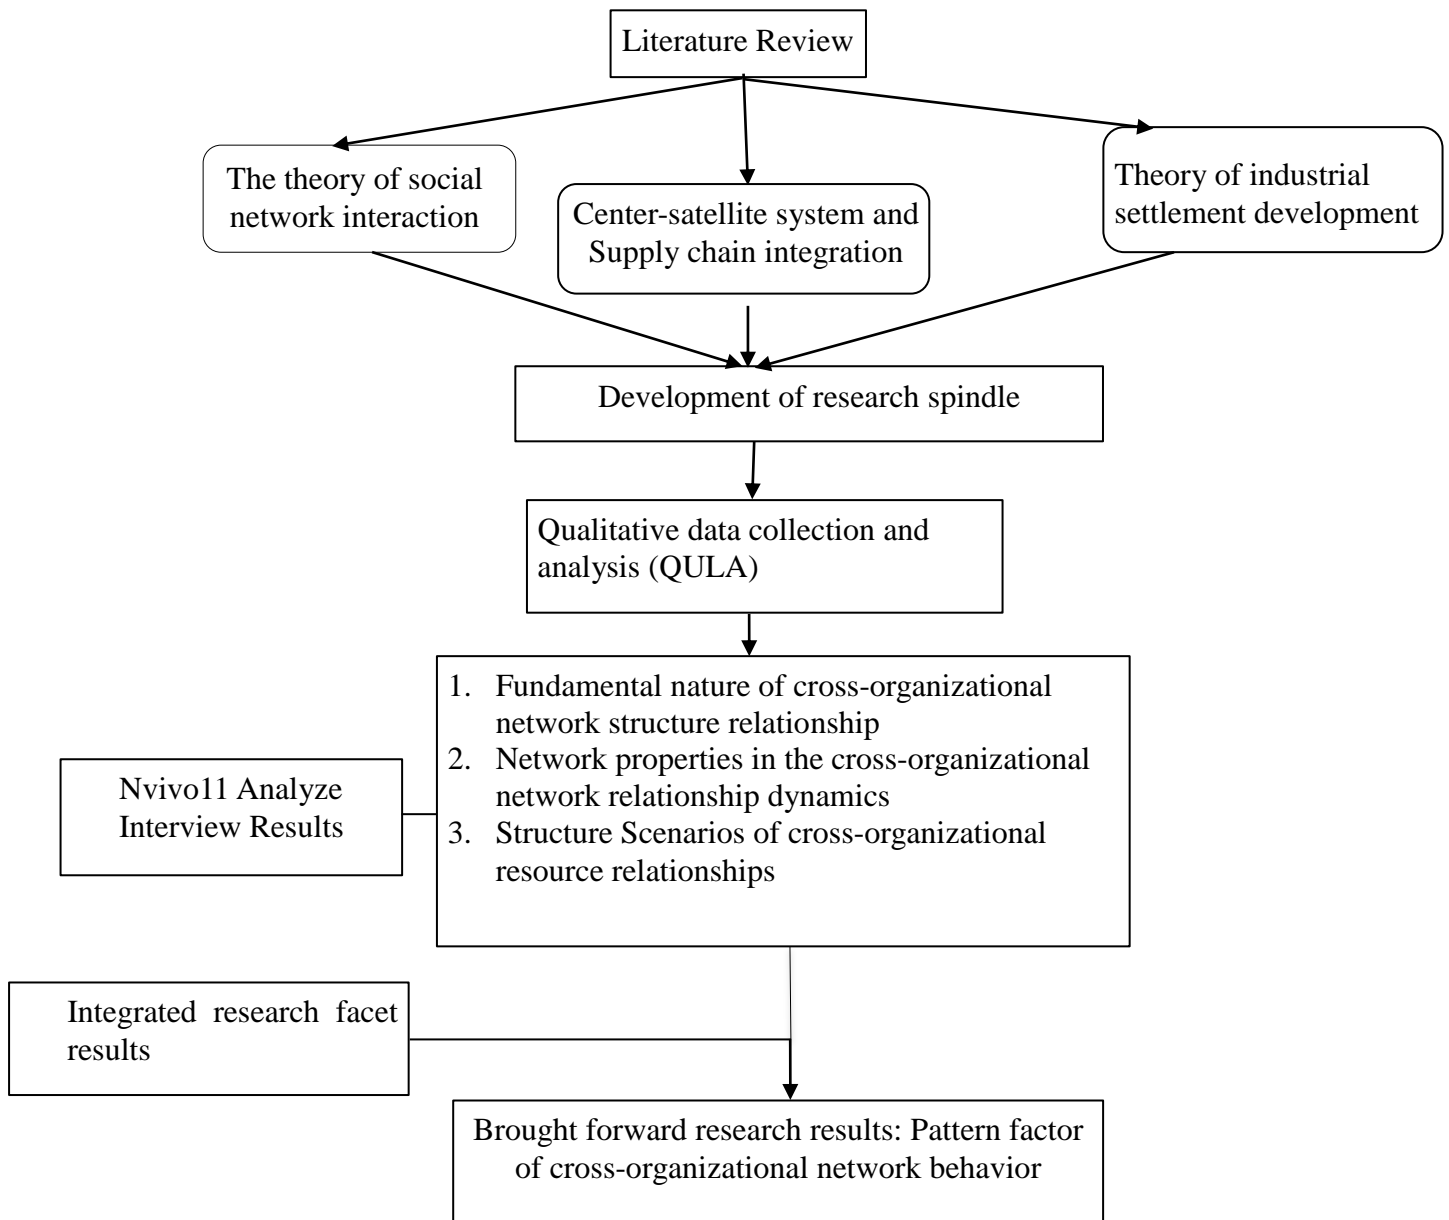 Literature Review
The theory of social
network interaction
Center-satellite system and
Supply chain integration
Theory of industrial
settlement development
Development of research spindle
Qualitative data collection and
analysis (QULA)
1. Fundamental nature of cross-organizational
network structure relationship
2. Network properties in the cross-organizational
network relationship dynamics
3. Structure Scenarios of cross-organizational
resource relationships
Nvivo11 Analyze
Interview Results
Integrated research facet
results
Brought forward research results: Pattern factor
of cross-organizational network behavior